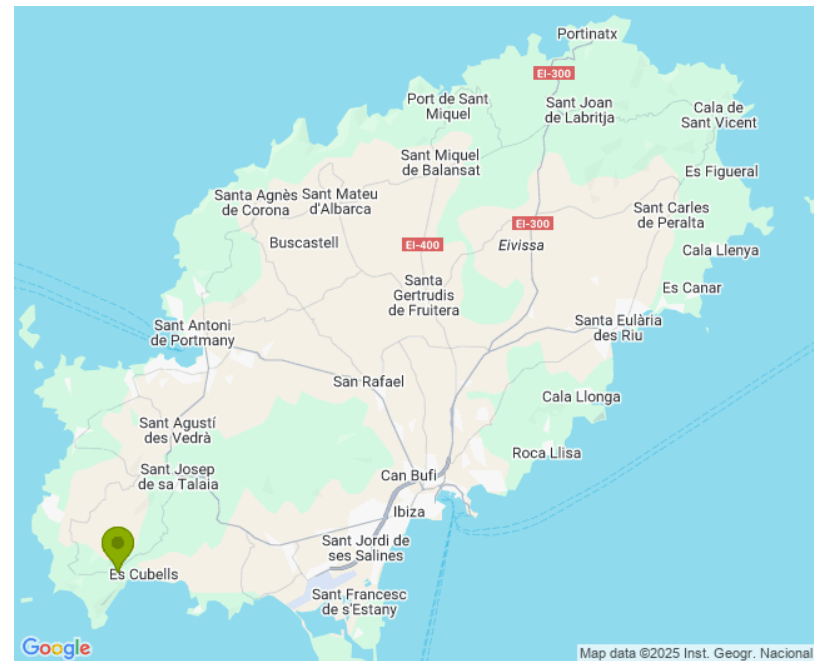 Portinatx
EI-300
Port de Sant
Miquel
Sant Joan
de Labritja
Cala de
Sant Vicent
Sant Miquel
de Balansat
Es Figueral
Santa Agnès
de Corona
Sant Mateu
d'Albarca
Sant Carles
de Peralta
EI-300
Buscastell
EI-400
Eivissa
Cala Llenya
Santa
Gertrudis
de Fruitera
Es Canar
Sant Antoni
de Portmany
Santa Eulària
des Riu
San Rafael
Cala Llonga
Sant Agustí
des Vedrà
Roca Llisa
Sant Josep
de sa Talaia
Can Bufi
Ibiza
Sant Jordi de
ses Salines
Es Cubells
Sant Francesc
de s'Estany
Google
Map data ©2025 Inst. Geogr. Nacional